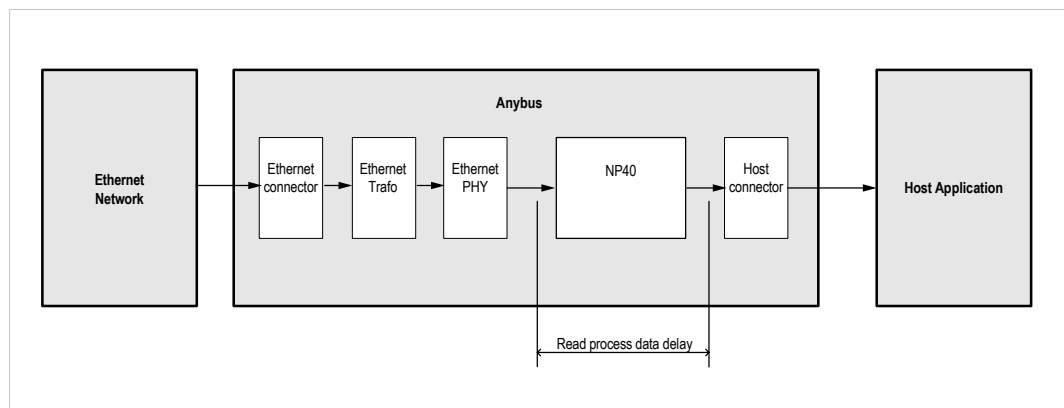 Anybus
Ethernet
Network
Ethernet
connector
Ethernet
Trafo
Ethernet
PHY
NP40
Host
connector
Host Application
Read process data delay